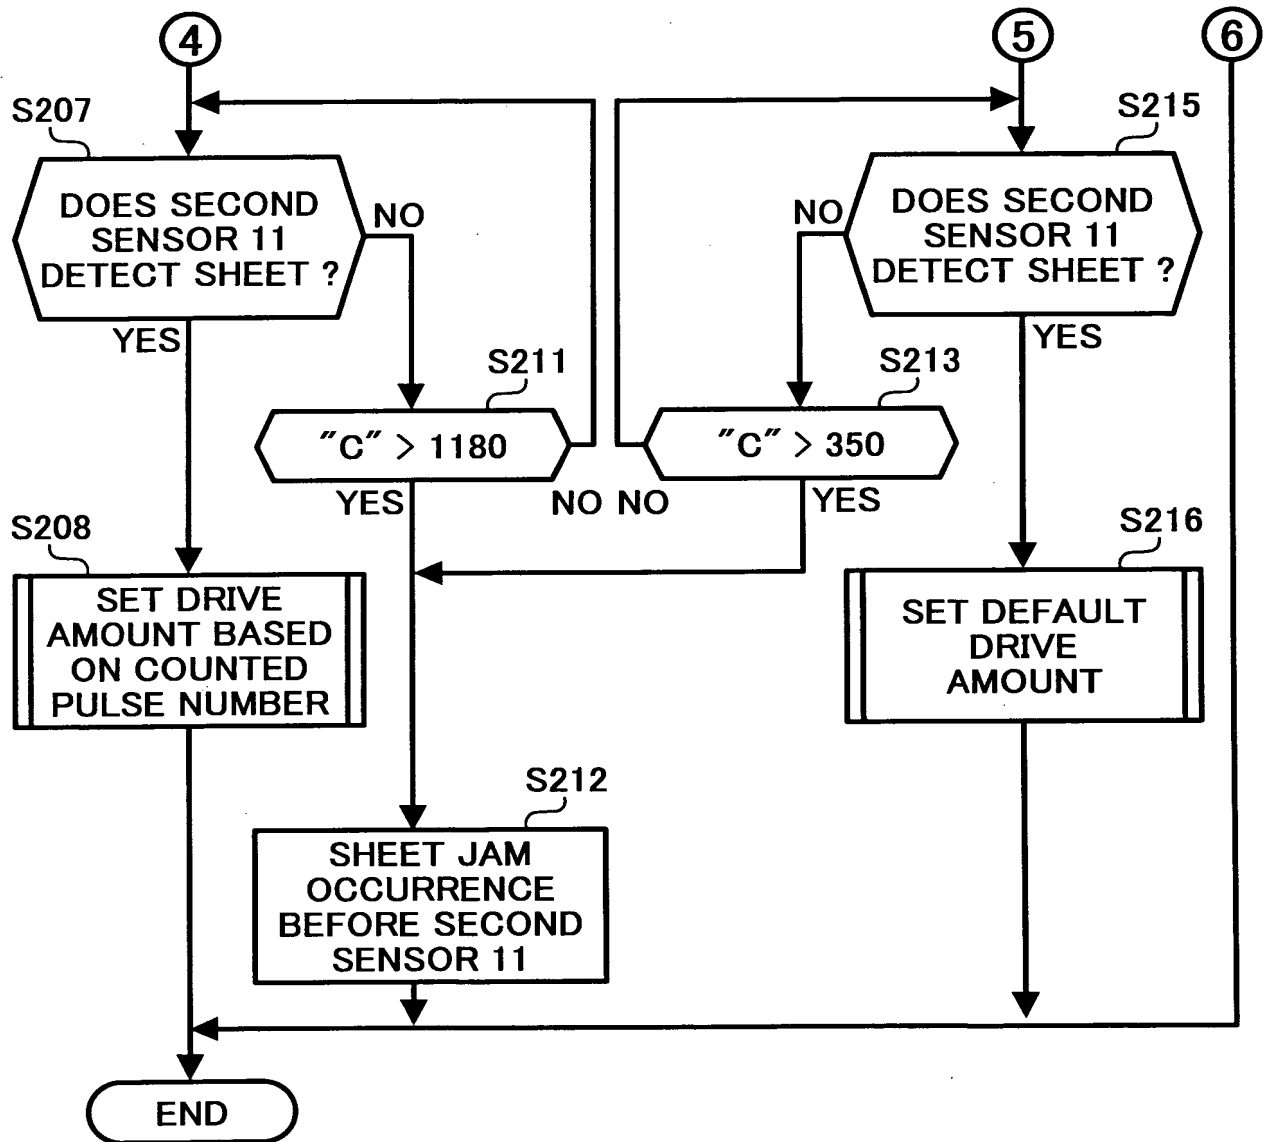 4
5
6
S207
S215
DOES SECOND
SENSOR 11
DETECT SHEET ?
NO
YES
NO
DOES SECOND
SENSOR 11
DETECT SHEET ?
YES
S211
"C" > 1180
YES
NO
S213
"C" > 350
NO
YES
S208
SET DRIVE
AMOUNT BASED
ON COUNTED
PULSE NUMBER
S216
SET DEFAULT
DRIVE
AMOUNT
S212
SHEET JAM
OCCURRENCE
BEFORE SECOND
SENSOR 11
END